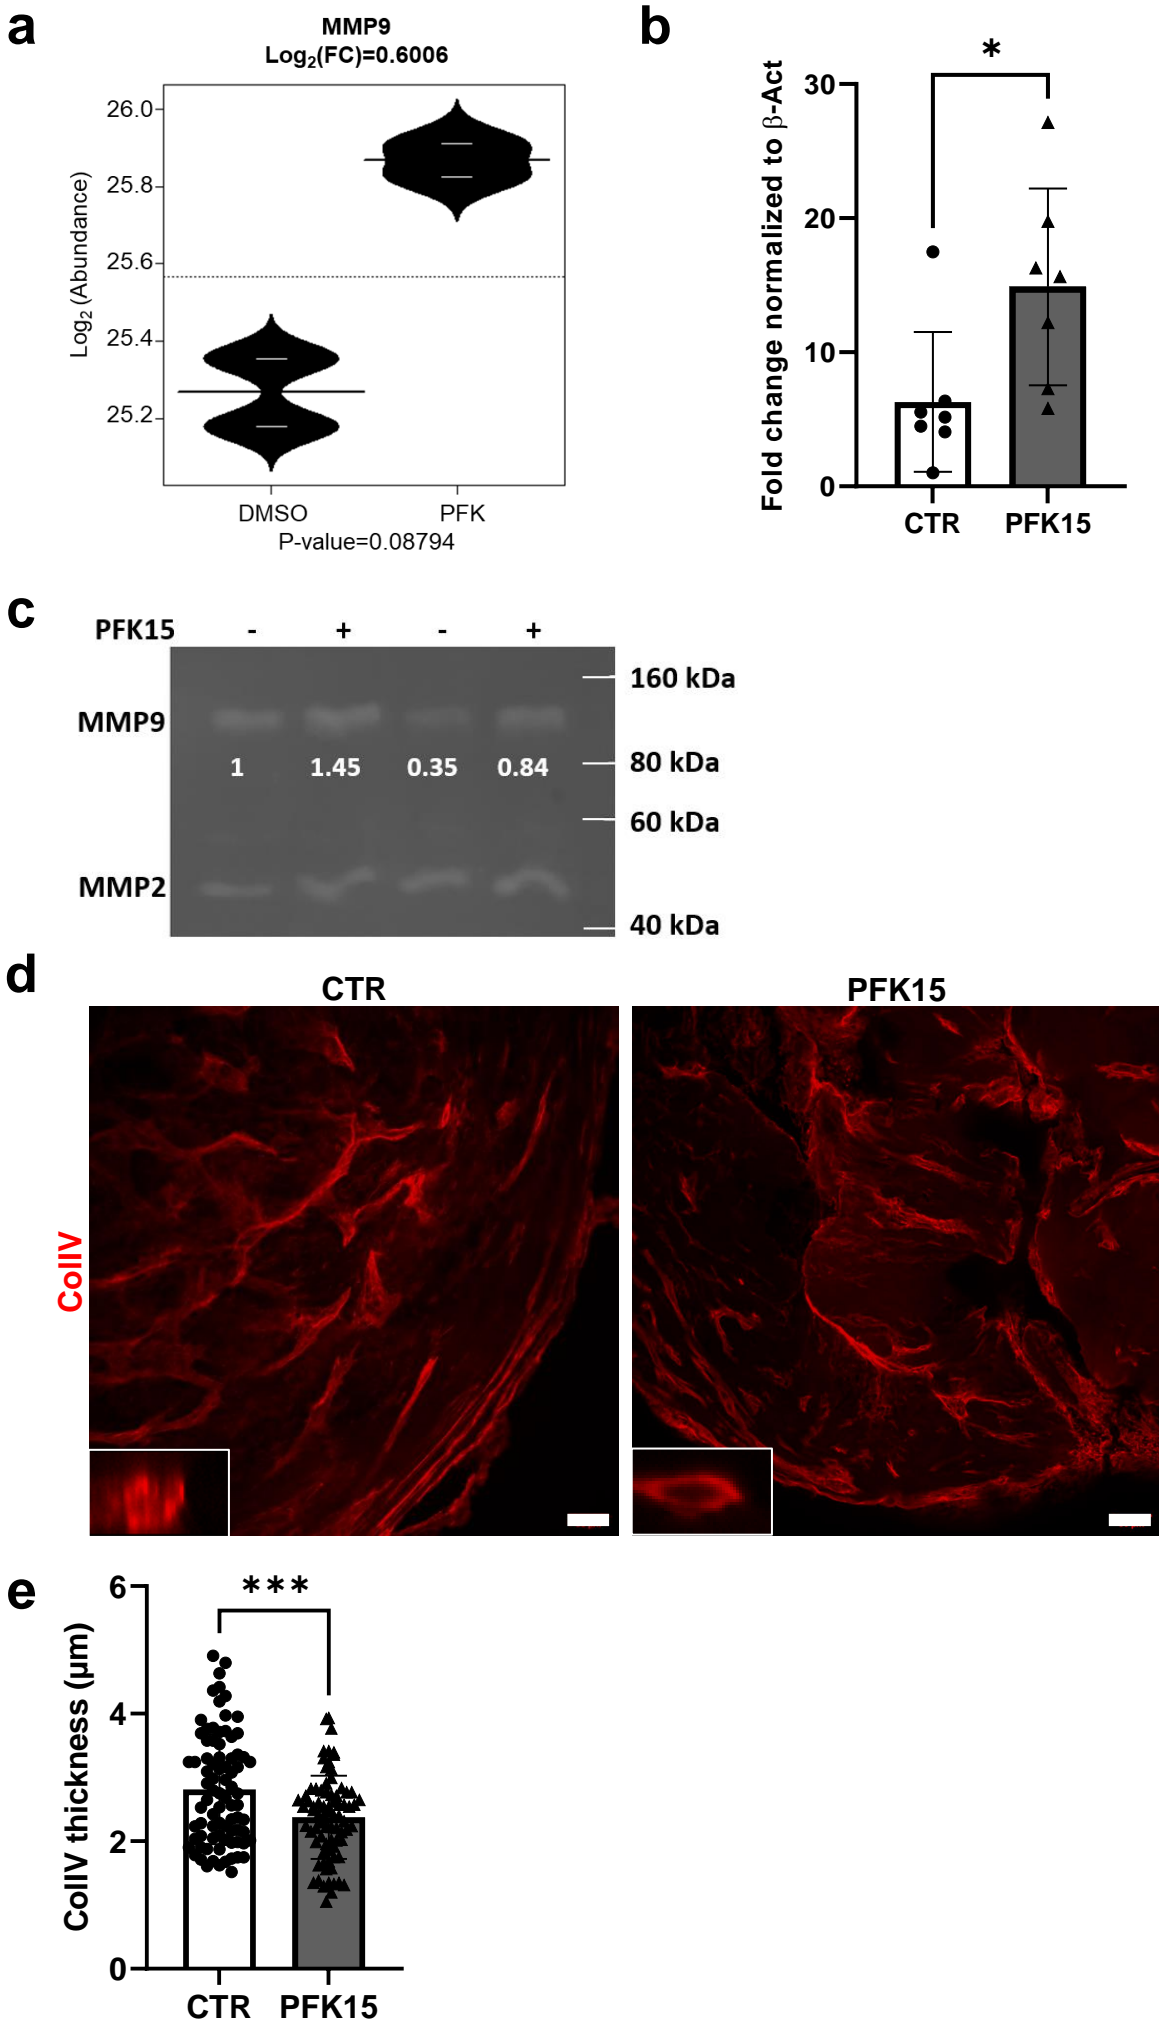 a
MMP9
Log2(FC)=0.6006
Log2 (Abundance)
26.0
25.8
25.6
25.4
25.2
DMSO PFK
P-value=0.08794
b
*
Fold change normalized to β-Act
30
20
10
0
CTR PFK15
c
PFK15 - + - +
160 kDa
MMP9
1 1.45 0.35 0.84 80 kDa
60 kDa
MMP2
40 kDa
d
CTR PFK15
CollV
e
***
CollV thickness (µm)
6
4
2
0
CTR PFK15